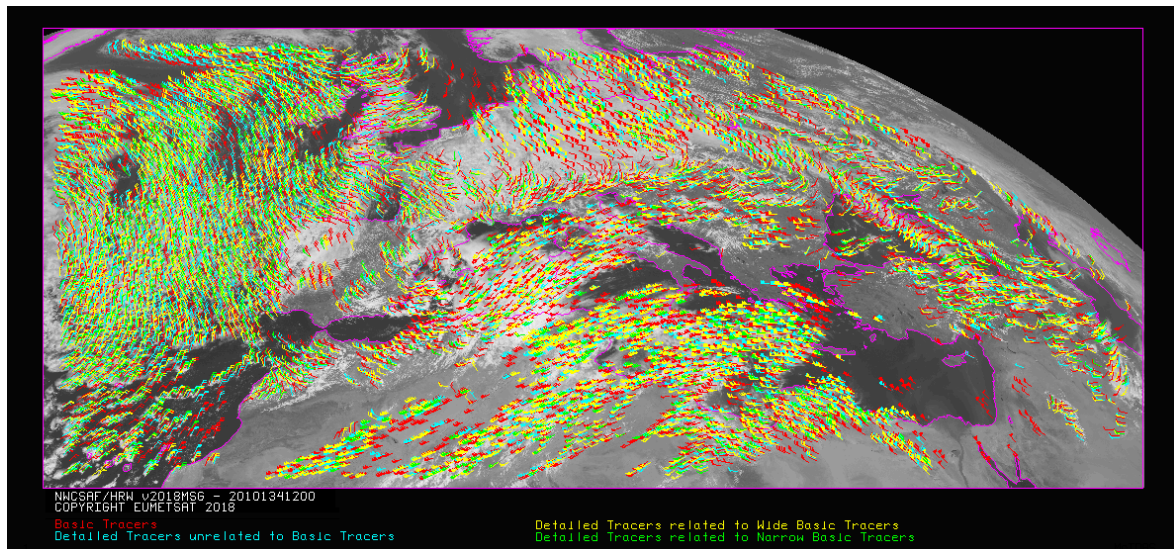 NWCSAF/HRW v2018MSG - 20101341200
COPYRIGHT EUMETSAT 2018
Basic Tracers
Detailed Tracers unrelated to Basic Tracers
Detailed Tracers related to Wide Basic Tracers
Detailed Tracers related to Narrow Basic Tracers